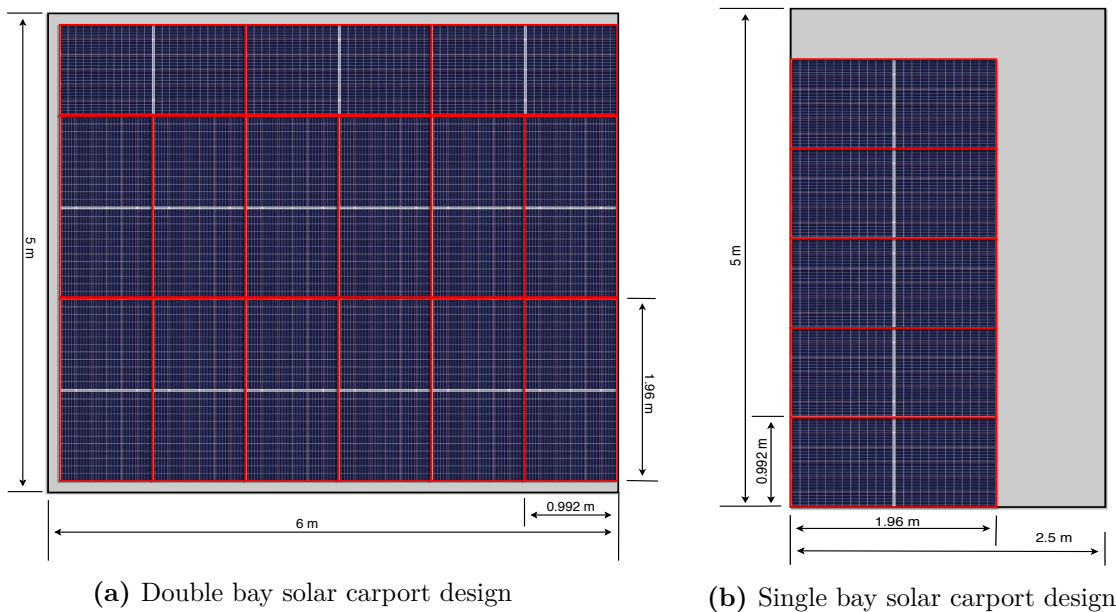 5 m
1.96 m
0.992 m
6 m
(a) Double bay solar carport design
5 m
0.992 m
1.96 m
2.5 m
(b) Single bay solar carport design